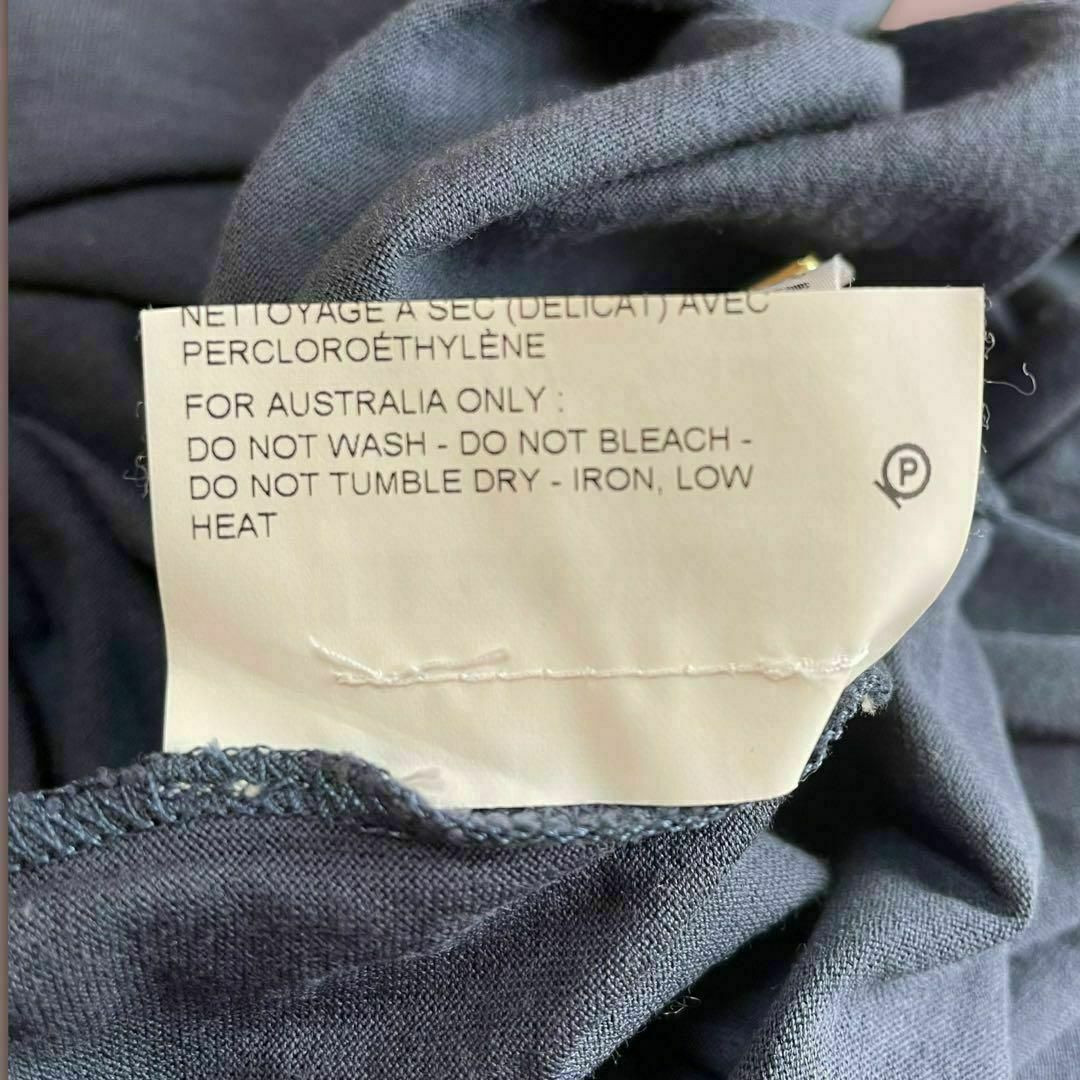 NETTOYAGE A SEC (DÉLICAT) AVEC
PERCLOROÉTHYLÈNE
FOR AUSTRALIA ONLY :
DO NOT WASH - DO NOT BLEACH -
DO NOT TUMBLE DRY - IRON, LOW
HEAT
P